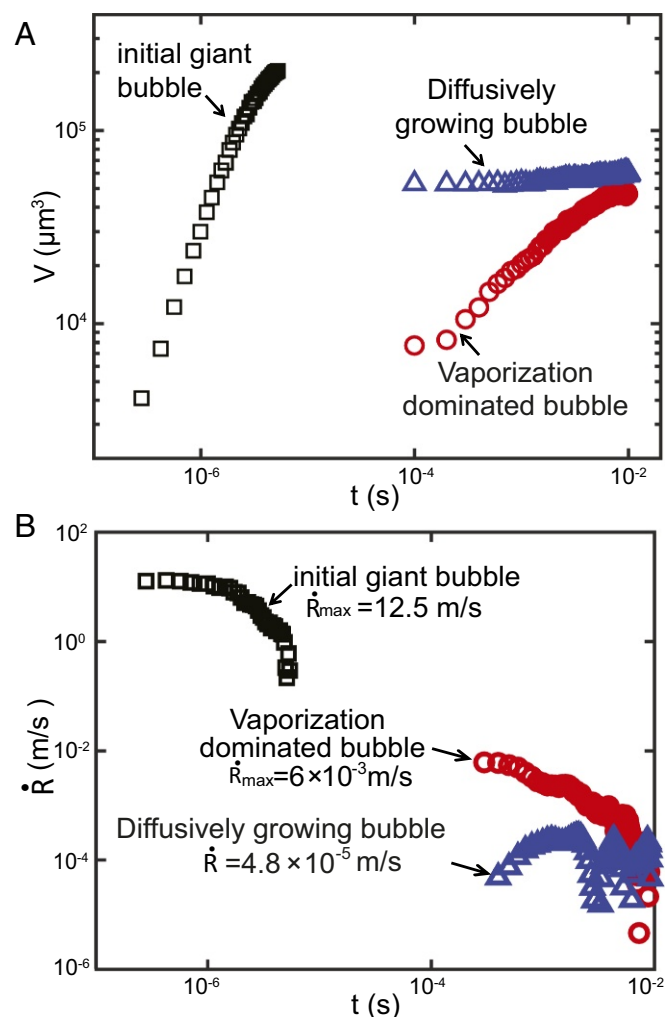 A
initial giant
bubble
Diffusively
growing bubble
Vaporization
dominated bubble
V (μm³)
10⁵
10⁴
10⁻⁶
10⁻⁴
10⁻²
t (s)
B
10²
10⁰
10⁻²
10⁻⁴
10⁻⁶
Ṙ (m/s)
initial giant bubble
Ṙmax =12.5 m/s
Vaporization
dominated bubble
Ṙmax=6×10⁻³m/s
Diffusively growing bubble
Ṙ =4.8×10⁻⁵ m/s
10⁻⁶
10⁻⁴
10⁻²
t (s)